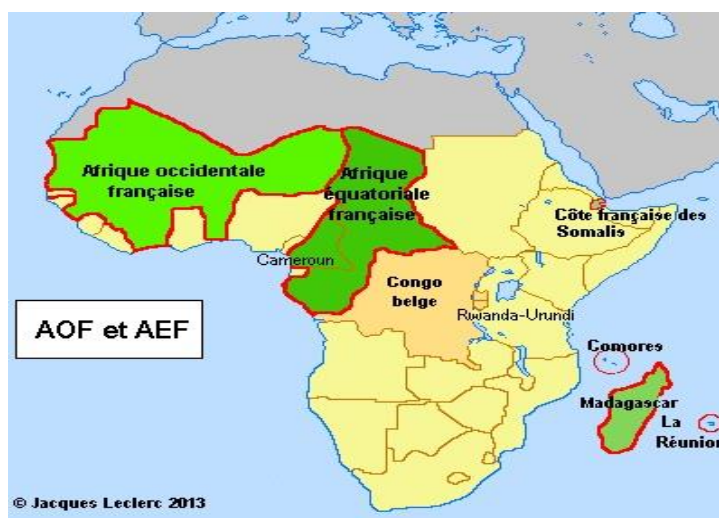 Afrique occidentale
française
Afrique
équatoriale
française
Côte française des
Somalis
Cameroun
Congo
belge
Rwanda-Urundi
AOF et AEF
Comores
Madagascar
La
Réunion
© Jacques Leclerc 2013